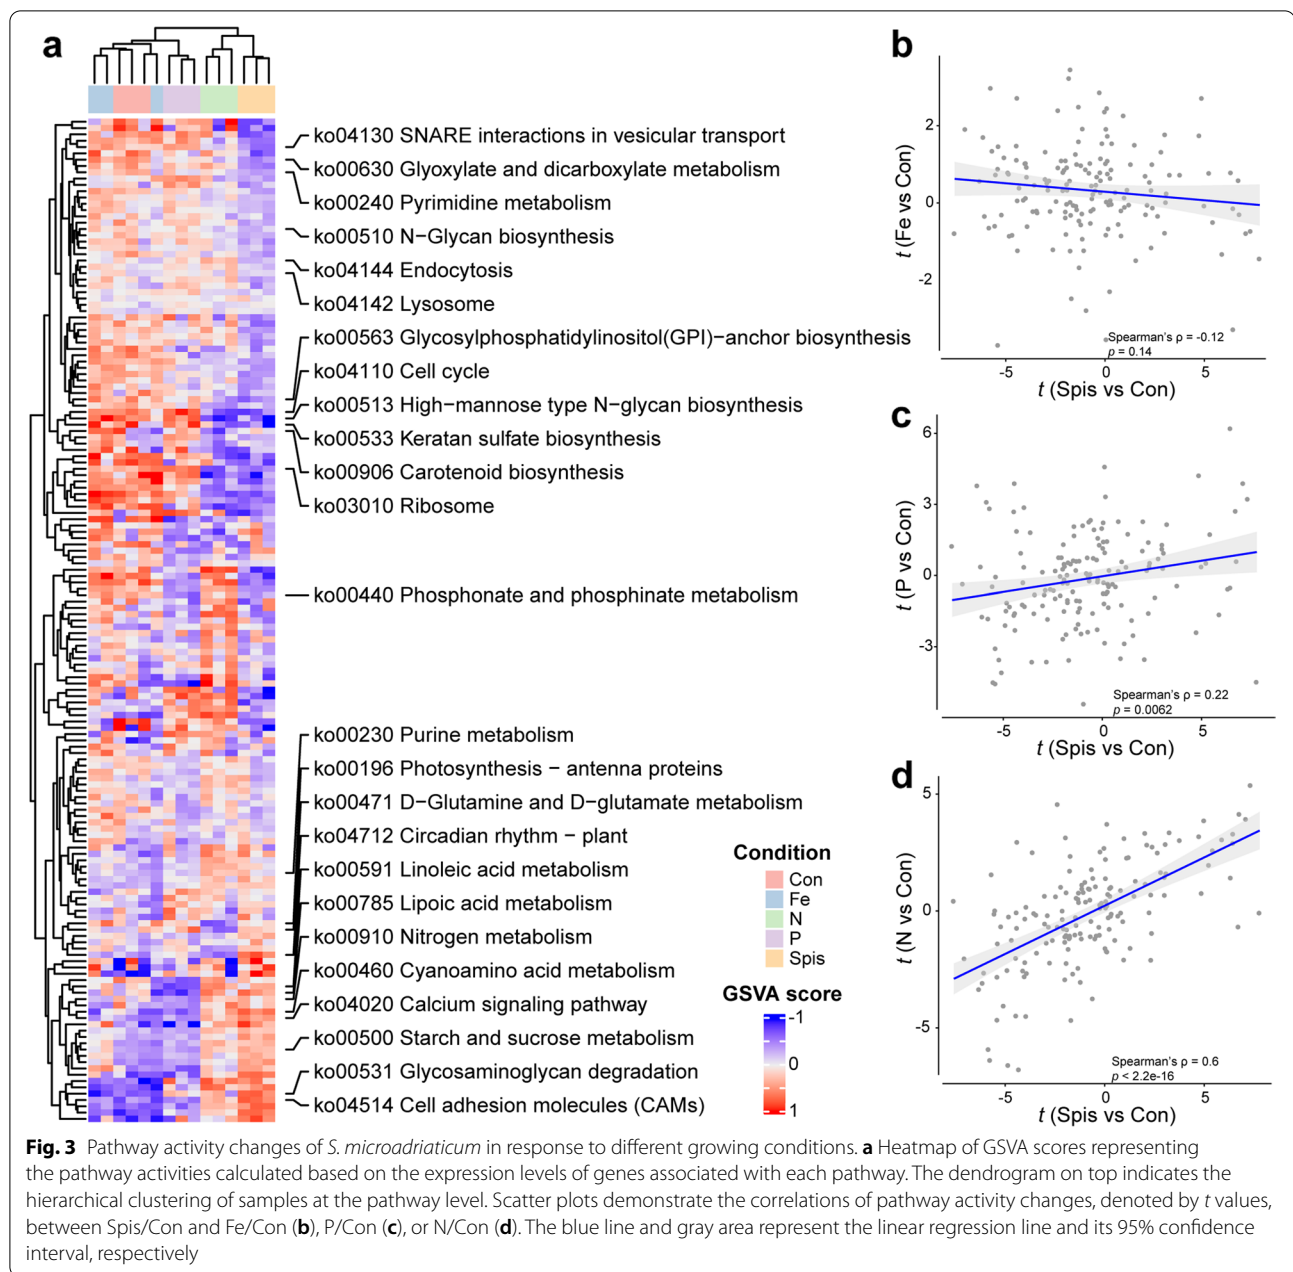 a
ko04130 SNARE interactions in vesicular transport
ko00630 Glyoxylate and dicarboxylate metabolism
ko00240 Pyrimidine metabolism
ko00510 N−Glycan biosynthesis
ko04144 Endocytosis
ko04142 Lysosome
ko00563 Glycosylphosphatidylinositol(GPI)−anchor biosynthesis
ko04110 Cell cycle
ko00513 High−mannose type N−glycan biosynthesis
ko00533 Keratan sulfate biosynthesis
ko00906 Carotenoid biosynthesis
ko03010 Ribosome
ko00440 Phosphonate and phosphinate metabolism
ko00230 Purine metabolism
ko00196 Photosynthesis − antenna proteins
ko00471 D−Glutamine and D−glutamate metabolism
ko04712 Circadian rhythm − plant
ko00591 Linoleic acid metabolism
ko00785 Lipoic acid metabolism
ko00910 Nitrogen metabolism
ko00460 Cyanoamino acid metabolism
ko04020 Calcium signaling pathway
ko00500 Starch and sucrose metabolism
ko00531 Glycosaminoglycan degradation
ko04514 Cell adhesion molecules (CAMs)
Condition
Con
Fe
N
P
Spis
GSVA score
-1
0
1
b
t (Fe vs Con)
2
0
-2
Spearman's ρ = -0.12
p = 0.14
-5 0 5
t (Spis vs Con)
c
t (P vs Con)
6
3
0
-3
Spearman's ρ = 0.22
p = 0.0062
-5 0 5
t (Spis vs Con)
d
t (N vs Con)
5
0
-5
Spearman's ρ = 0.6
p < 2.2e-16
-5 0 5
t (Spis vs Con)
Fig. 3 Pathway activity changes of S. microadriaticum in response to different growing conditions. a Heatmap of GSVA scores representing
the pathway activities calculated based on the expression levels of genes associated with each pathway. The dendrogram on top indicates the
hierarchical clustering of samples at the pathway level. Scatter plots demonstrate the correlations of pathway activity changes, denoted by t values,
between Spis/Con and Fe/Con (b), P/Con (c), or N/Con (d). The blue line and gray area represent the linear regression line and its 95% confidence
interval, respectively